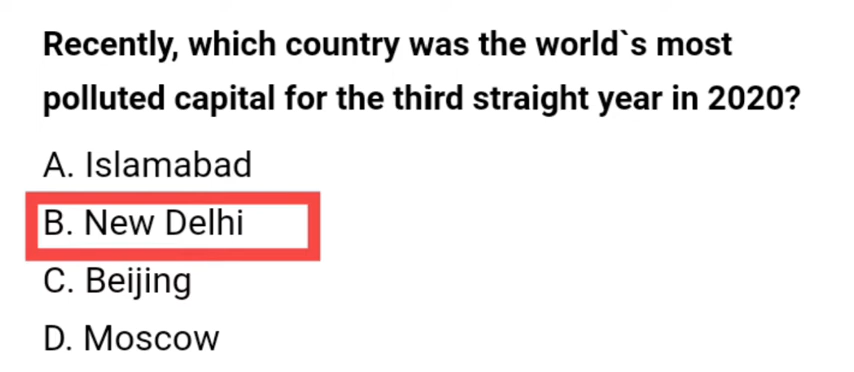 Recently, which country was the world`s most
polluted capital for the third straight year in 2020?
A. Islamabad
B. New Delhi
C. Beijing
D. Moscow